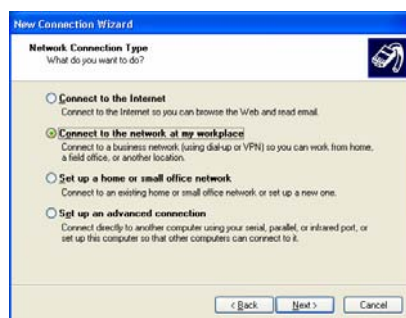 New Connection Wizard
Network Connection Type
What do you want to do?
Connect to the Internet
Connect to the Internet so you can browse the Web and read email.
Connect to the network at my workplace
Connect to a business network (using dial-up or VPN) so you can work from home,
a field office, or another location.
Set up a home or small office network
Connect to an existing home or small office network or set up a new one.
Set up an advanced connection
Connect directly to another computer using your serial, parallel, or infrared port, or
set up this computer so that other computers can connect to it.
< Back Next > Cancel